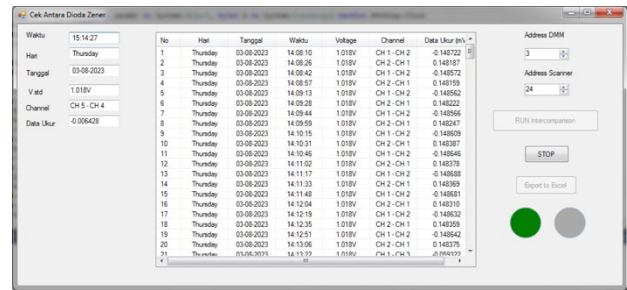 Cek Antara Dioda Zener
Waktu 15:14:27
Hari Thursday
Tanggal 03-08-2023
V std 1.018V
Channel CH 5 - CH 4
Data Ukur -0.006428
No Hari Tanggal Waktu Voltage Channel Data Ukur (mV
1 Thursday 03-08-2023 14:08:10 1.018V CH 1 - CH 2 -0.148722
2 Thursday 03-08-2023 14:08:26 1.018V CH 2 - CH 1 0.148187
3 Thursday 03-08-2023 14:08:42 1.018V CH 1 - CH 2 -0.148572
4 Thursday 03-08-2023 14:08:57 1.018V CH 2 - CH 1 0.148159
5 Thursday 03-08-2023 14:09:13 1.018V CH 1 - CH 2 -0.148562
6 Thursday 03-08-2023 14:09:28 1.018V CH 2 - CH 1 0.148222
7 Thursday 03-08-2023 14:09:44 1.018V CH 1 - CH 2 -0.148566
8 Thursday 03-08-2023 14:09:59 1.018V CH 2 - CH 1 0.148247
9 Thursday 03-08-2023 14:10:15 1.018V CH 1 - CH 2 -0.148609
10 Thursday 03-08-2023 14:10:31 1.018V CH 2 - CH 1 0.148387
11 Thursday 03-08-2023 14:10:46 1.018V CH 1 - CH 2 -0.148646
12 Thursday 03-08-2023 14:11:02 1.018V CH 2 - CH 1 0.148378
13 Thursday 03-08-2023 14:11:17 1.018V CH 1 - CH 2 -0.148688
14 Thursday 03-08-2023 14:11:33 1.018V CH 2 - CH 1 0.148369
15 Thursday 03-08-2023 14:11:48 1.018V CH 1 - CH 2 -0.148681
16 Thursday 03-08-2023 14:12:04 1.018V CH 2 - CH 1 0.148310
17 Thursday 03-08-2023 14:12:19 1.018V CH 1 - CH 2 -0.148632
18 Thursday 03-08-2023 14:12:35 1.018V CH 2 - CH 1 0.148359
19 Thursday 03-08-2023 14:12:51 1.018V CH 1 - CH 2 -0.148642
20 Thursday 03-08-2023 14:13:06 1.018V CH 2 - CH 1 0.148375
21 Thursday 03-08-2023 14:13:22 1.018V CH 1 - CH 3 -0.059322
Address DMM
3
Address Scanner
24
RUN Intercomparison
STOP
Export to Excel